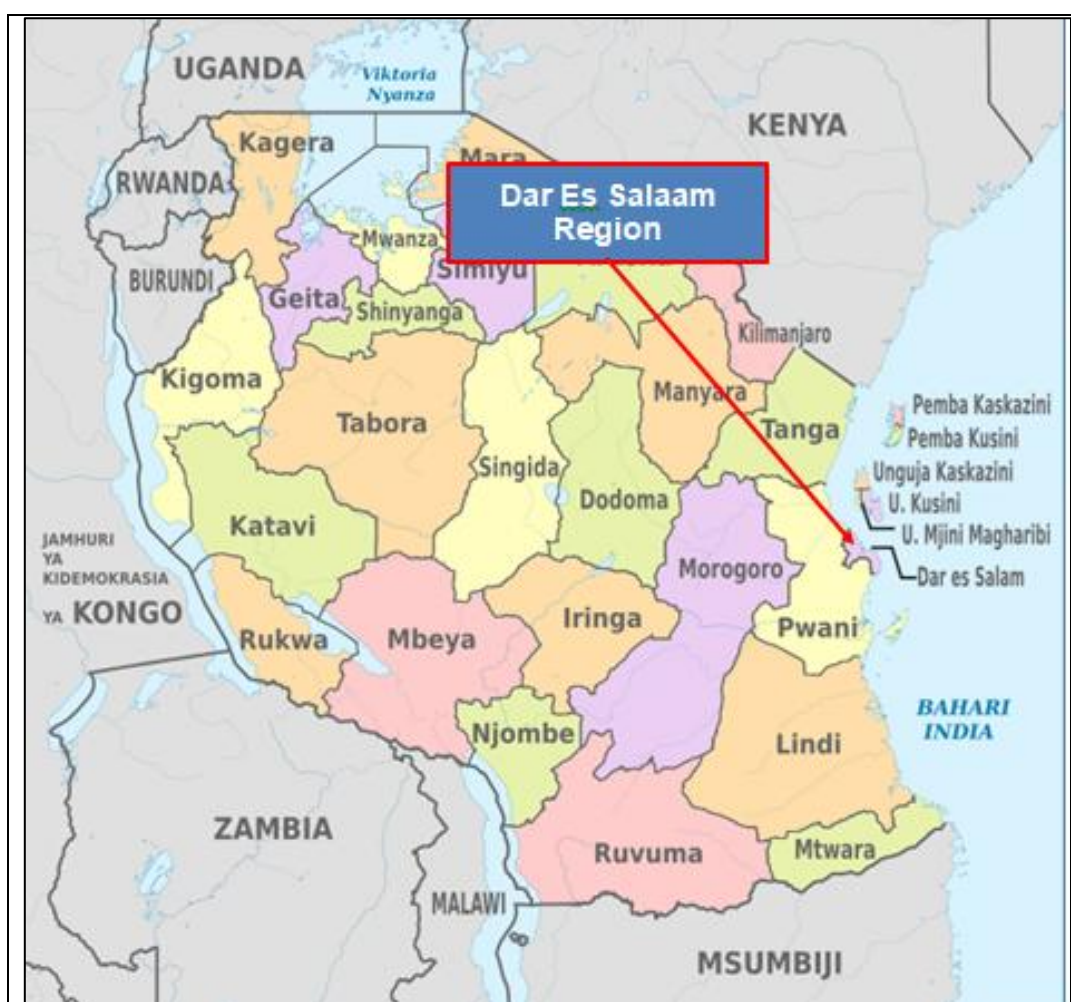 UGANDA
Viktoria
Nyanza
KENYA
Kagera
Mara
RWANDA
Dar Es Salaam
Region
Mwanza
BURUNDI
Simiyu
Geita
Shinyanga
Kilimanjaro
Kigoma
Manyara
Pemba Kaskazini
Tabora
Tanga
Pemba Kusini
Singida
Unguja Kaskazini
Dodoma
U. Kusini
Katavi
U. Mjini Magharibi
JAMHURI
YA
KIDEMOKRASIA
YA KONGO
Morogoro
Dar es Salam
Iringa
Pwani
Rukwa
Mbeya
BAHARI
INDIA
Njombe
Lindi
ZAMBIA
Ruvuma
Mtwara
MALAWI
MSUMBIJI